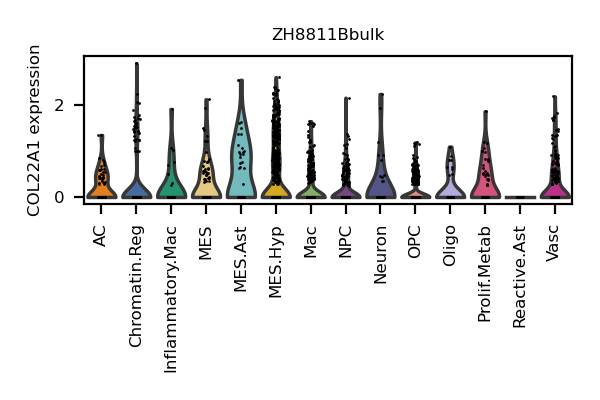 ZH8811Bbulk
COL22A1 expression
2
0
AC
Chromatin.Reg
Inflammatory.Mac
MES
MES.Ast
MES.Hyp
Mac
NPC
Neuron
OPC
Oligo
Prolif.Metab
Reactive.Ast
Vasc